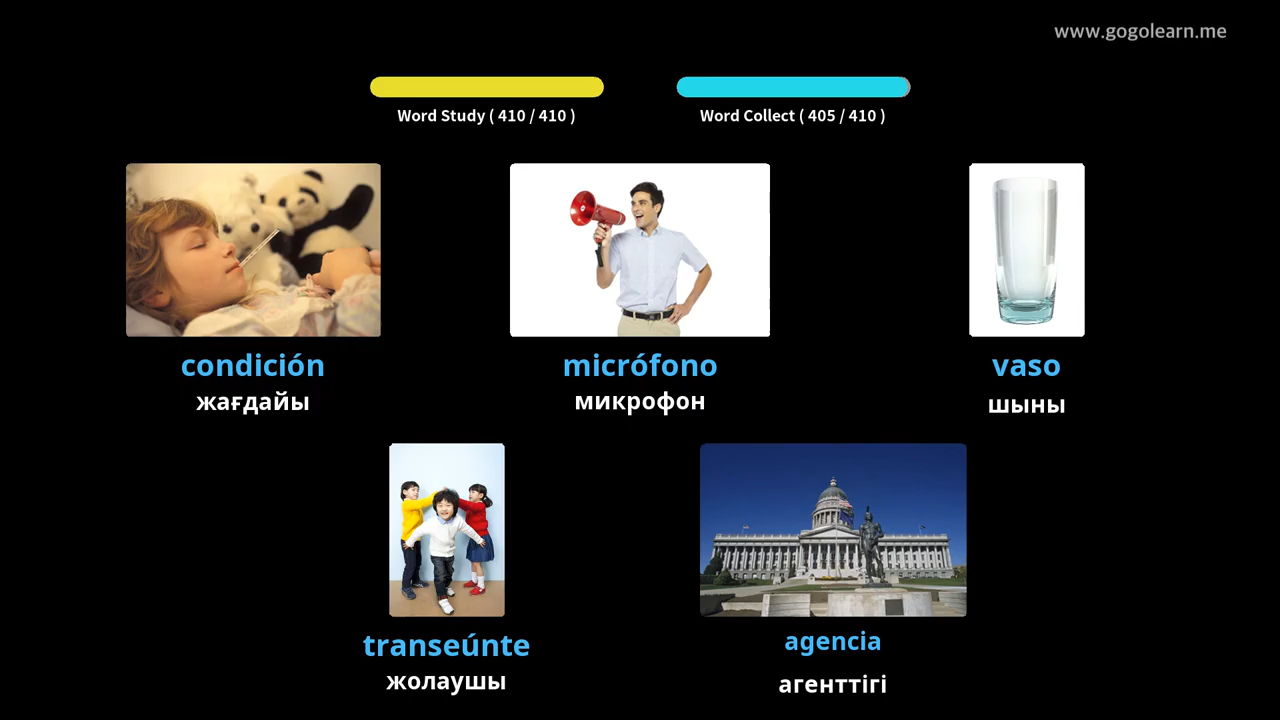 www.gogolearn.me
Word Study ( 410 / 410 )
Word Collect ( 405 / 410 )
condición
жағдайы
micrófono
микрофон
vaso
шыны
transeúnte
жолаушы
agencia
агенттігі